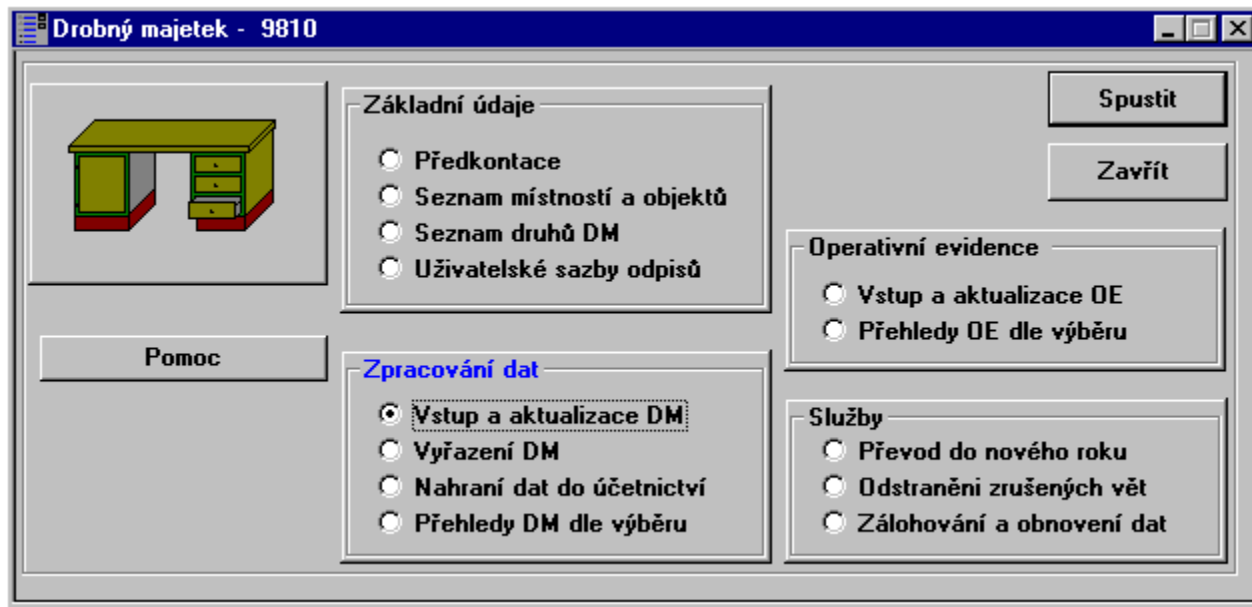 Drobný majetek - 9810
Základní údaje
Předkontace
Seznam místností a objektů
Seznam druhů DM
Uživatelské sazby odpisů
Spustit
Zavřít
Operativní evidence
Vstup a aktualizace OE
Přehledy OE dle výběru
Pomoc
Zpracování dat
Vstup a aktualizace DM
Vyřazení DM
Nahraní dat do účetnictví
Přehledy DM dle výběru
Služby
Převod do nového roku
Odstraněni zrušených vět
Zálohování a obnovení dat